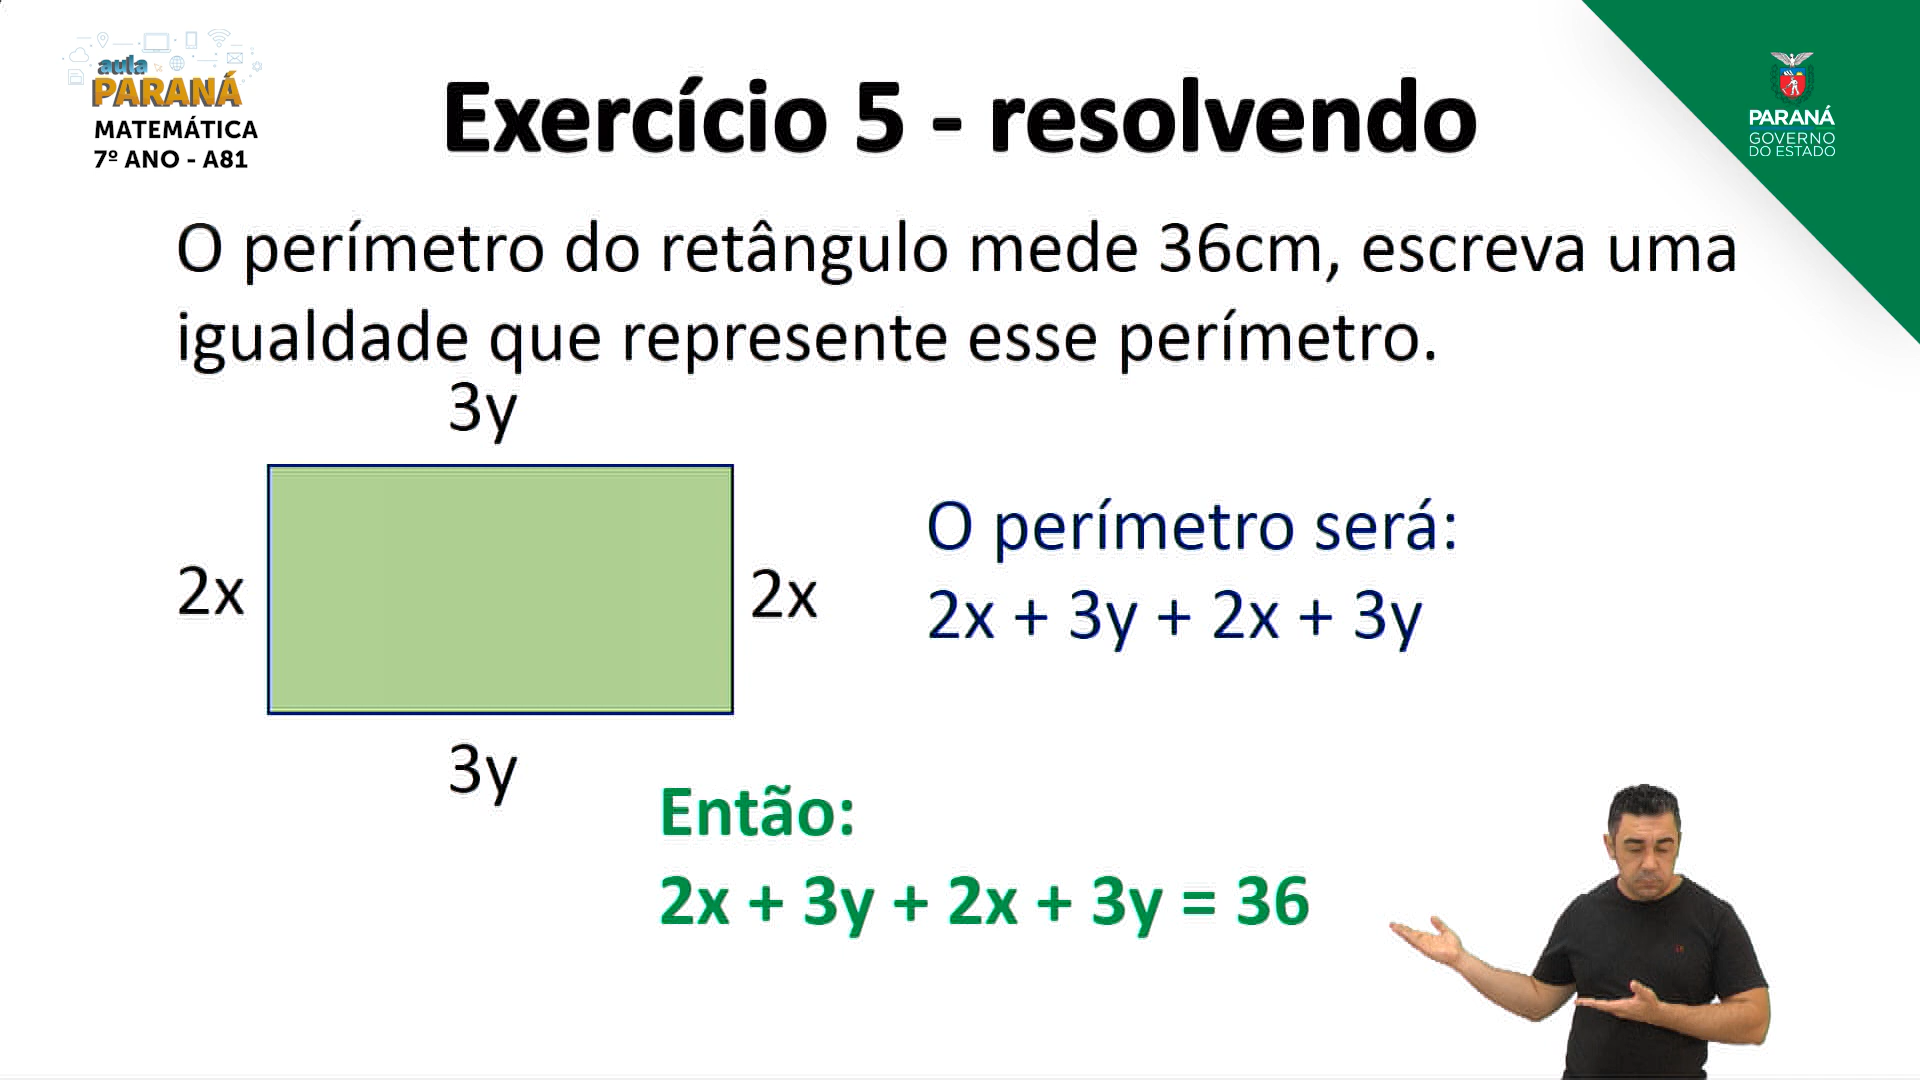 aula
PARANÁ
MATEMÁTICA
7º ANO - A81
Exercício 5 - resolvendo
PARANÁ
GOVERNO
DO ESTADO
O perímetro do retângulo mede 36cm, escreva uma
igualdade que represente esse perímetro.
3y
2x
2x
3y
O perímetro será:
2x + 3y + 2x + 3y
Então:
2x + 3y + 2x + 3y = 36